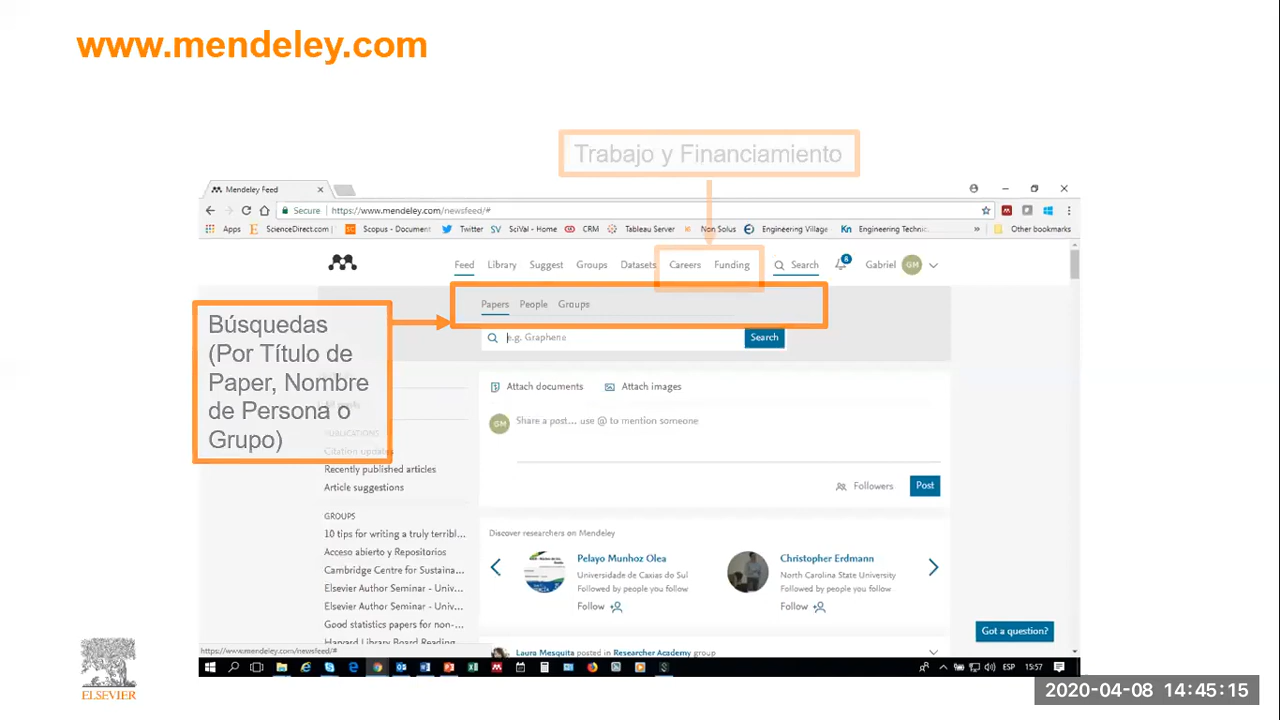 www.mendeley.com
Trabajo y Financiamiento
Mendeley Feed
Secure https://www.mendeley.com/newsfeed/#
Apps ScienceDirect.com Scopus - Document Twitter SciVal - Home CRM Tableau Server Non Solus Engineering Village Engineering Technic. » Other bookmarks
Feed Library Suggest Groups Datasets Careers Funding Search 8 Gabriel GM
Papers People Groups
e.g. Graphene Search
Búsquedas
(Por Título de
Paper, Nombre
de Persona o
Grupo)
Attach documents Attach images
GM Share a post... use @ to mention someone
PUBLICATIONS
Citation updates
Recently published articles
Article suggestions
Followers Post
GROUPS
10 tips for writing a truly terribl...
Acceso abierto y Repositorios
Cambridge Centre for Sustaina...
Elsevier Author Seminar - Univ...
Elsevier Author Seminar - Univ...
Good statistics papers for non-...
Harvard Library Board Reading
Discover researchers on Mendeley
Pelayo Munhoz Olea
Universidade de Caxias do Sul
Followed by people you follow
Follow
Christopher Erdmann
North Carolina State University
Followed by people you follow
Follow
Got a question?
Laura Mesquita posted in Researcher Academy group
https://www.mendeley.com/newsfeed/#
ESP 15:57
ELSEVIER
2020-04-08 14:45:15